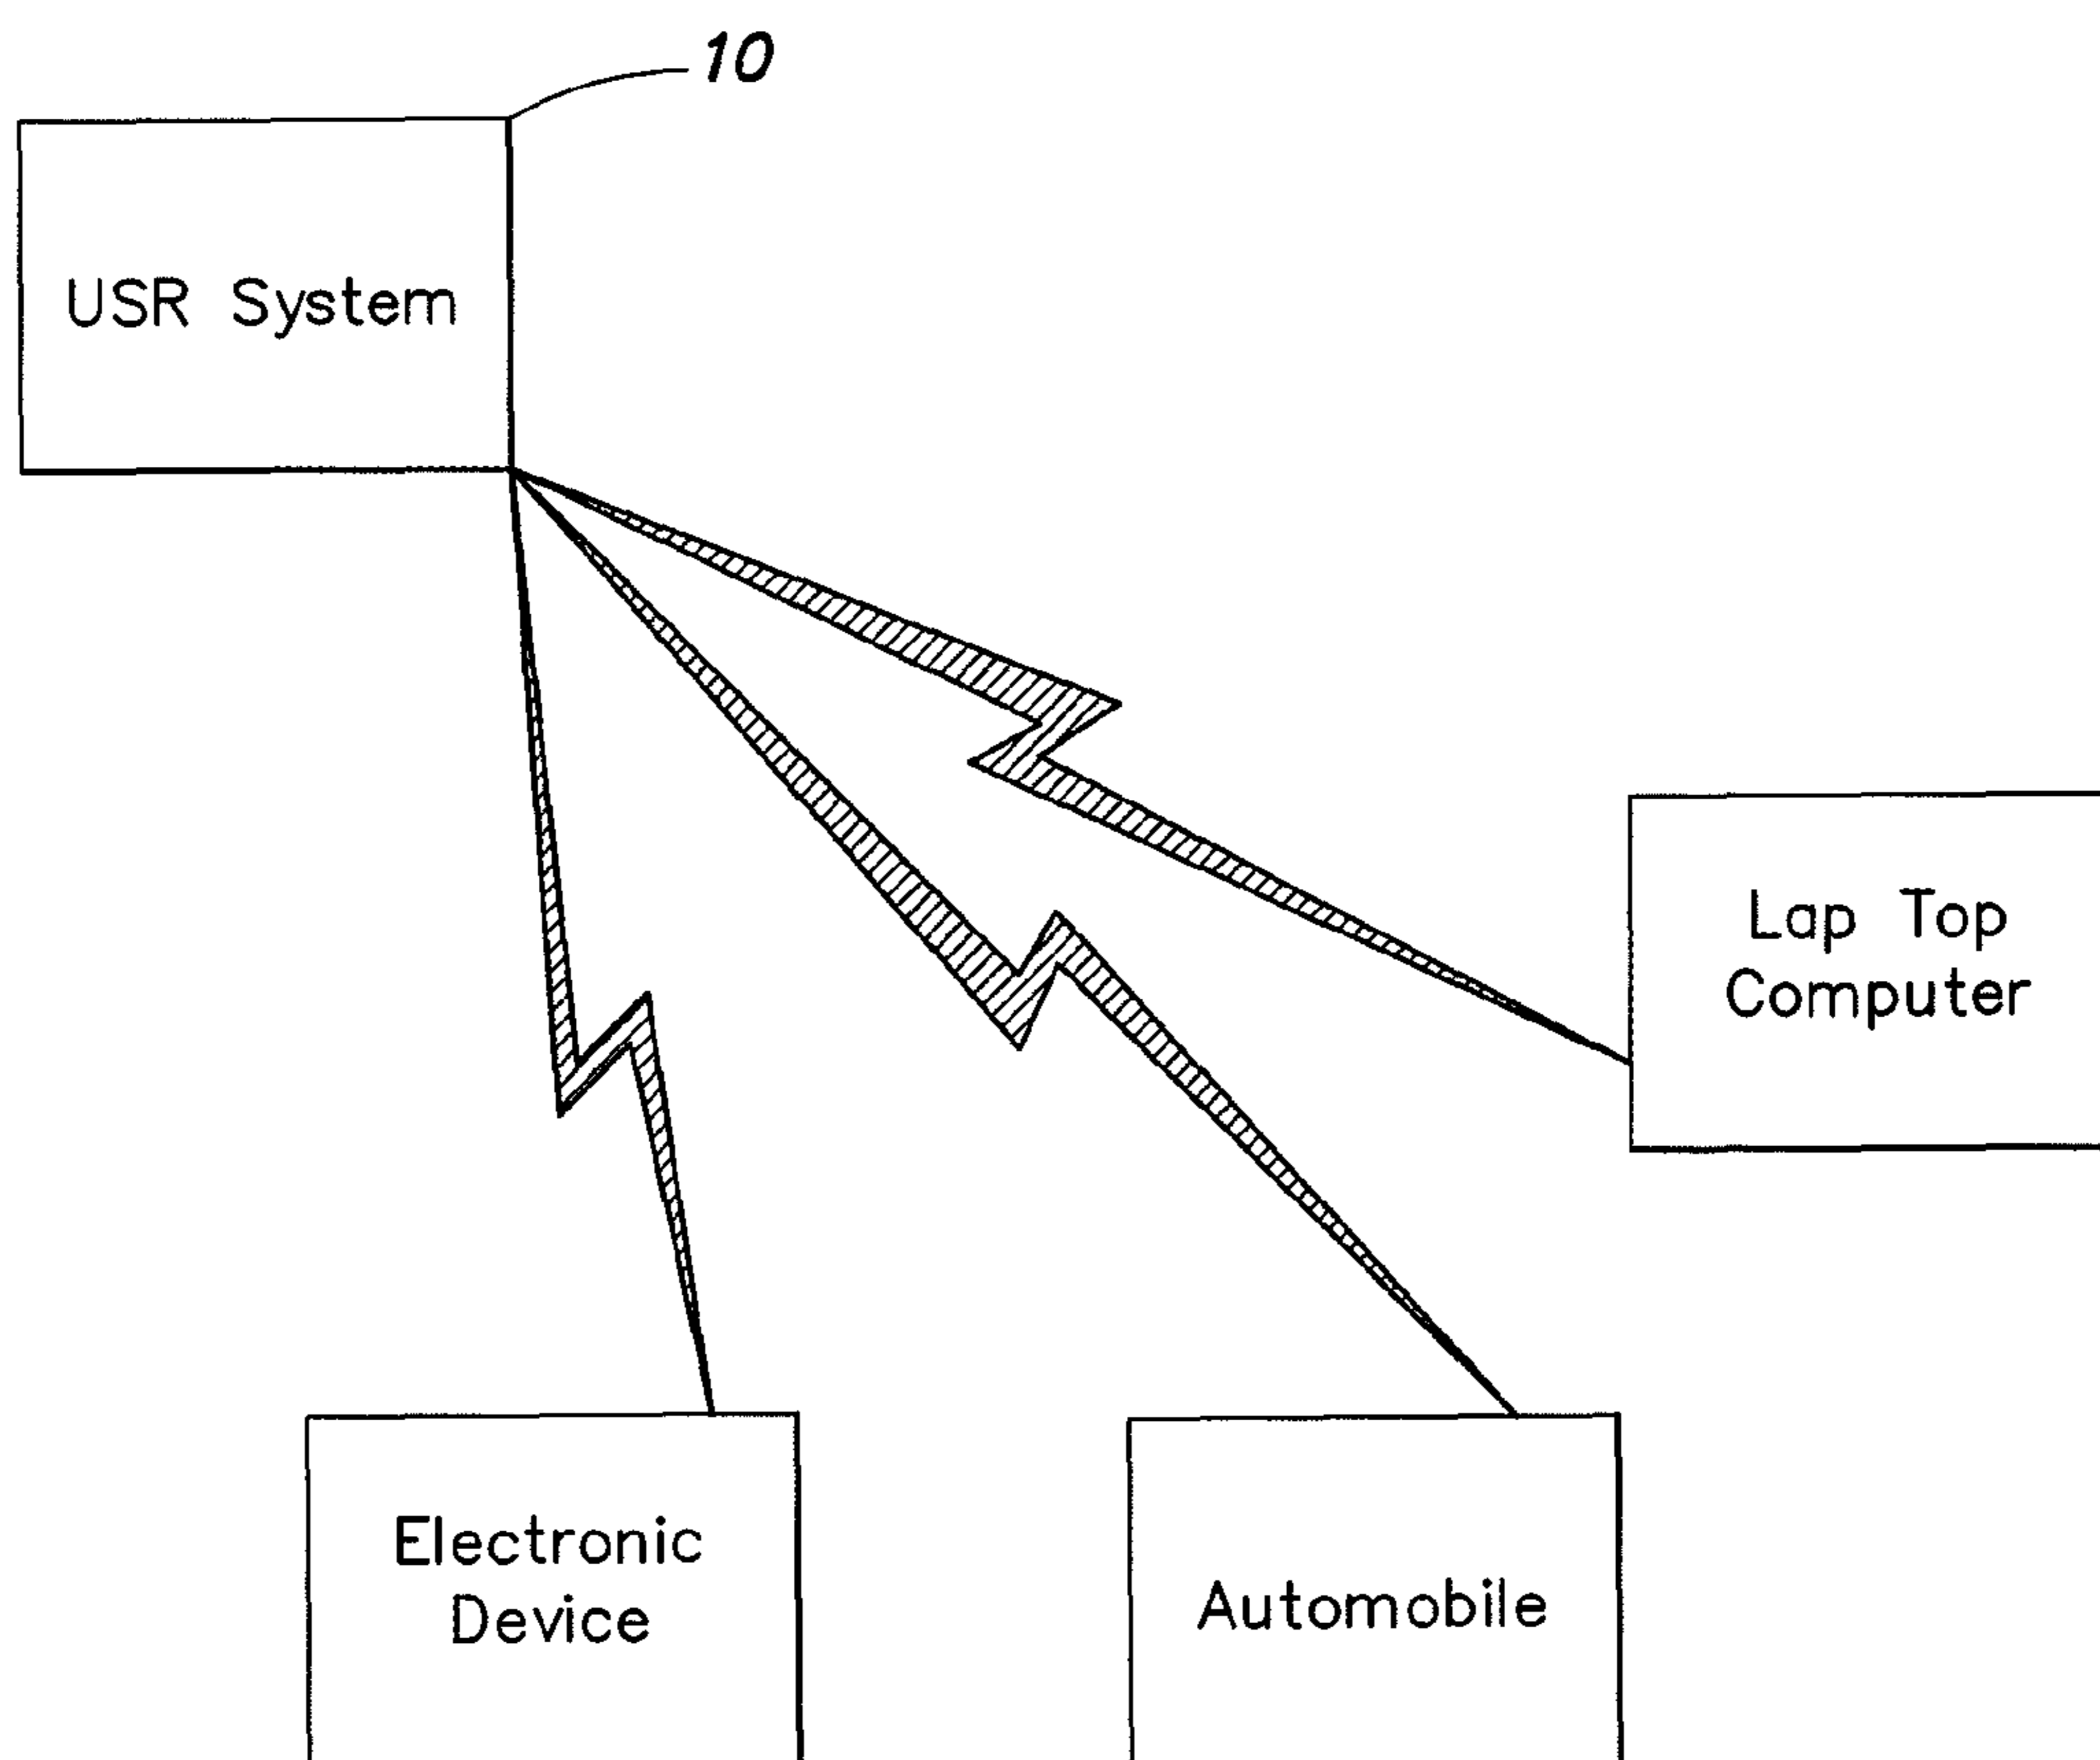 10
USR System
Lap Top
Computer
Electronic
Device
Automobile